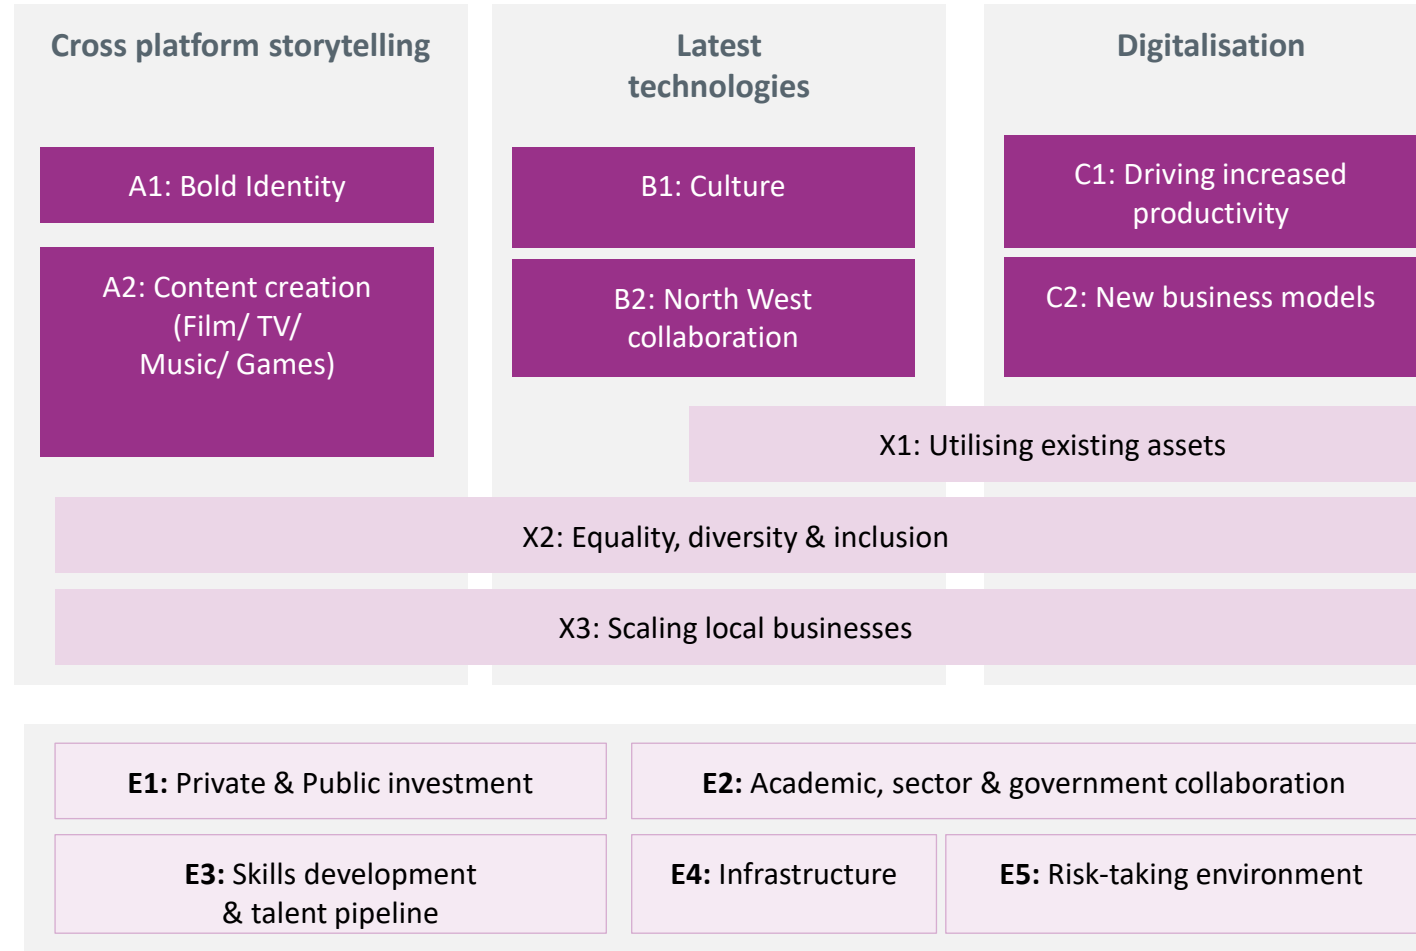 Cross platform storytelling
A1: Bold Identity
A2: Content creation
(Film/ TV/
Music/ Games)
Latest
technologies
B1: Culture
B2: North West
collaboration
Digitalisation
C1: Driving increased
productivity
C2: New business models
X1: Utilising existing assets
X2: Equality, diversity & inclusion
X3: Scaling local businesses
E1: Private & Public investment
E2: Academic, sector & government collaboration
E3: Skills development
& talent pipeline
E4: Infrastructure
E5: Risk-taking environment